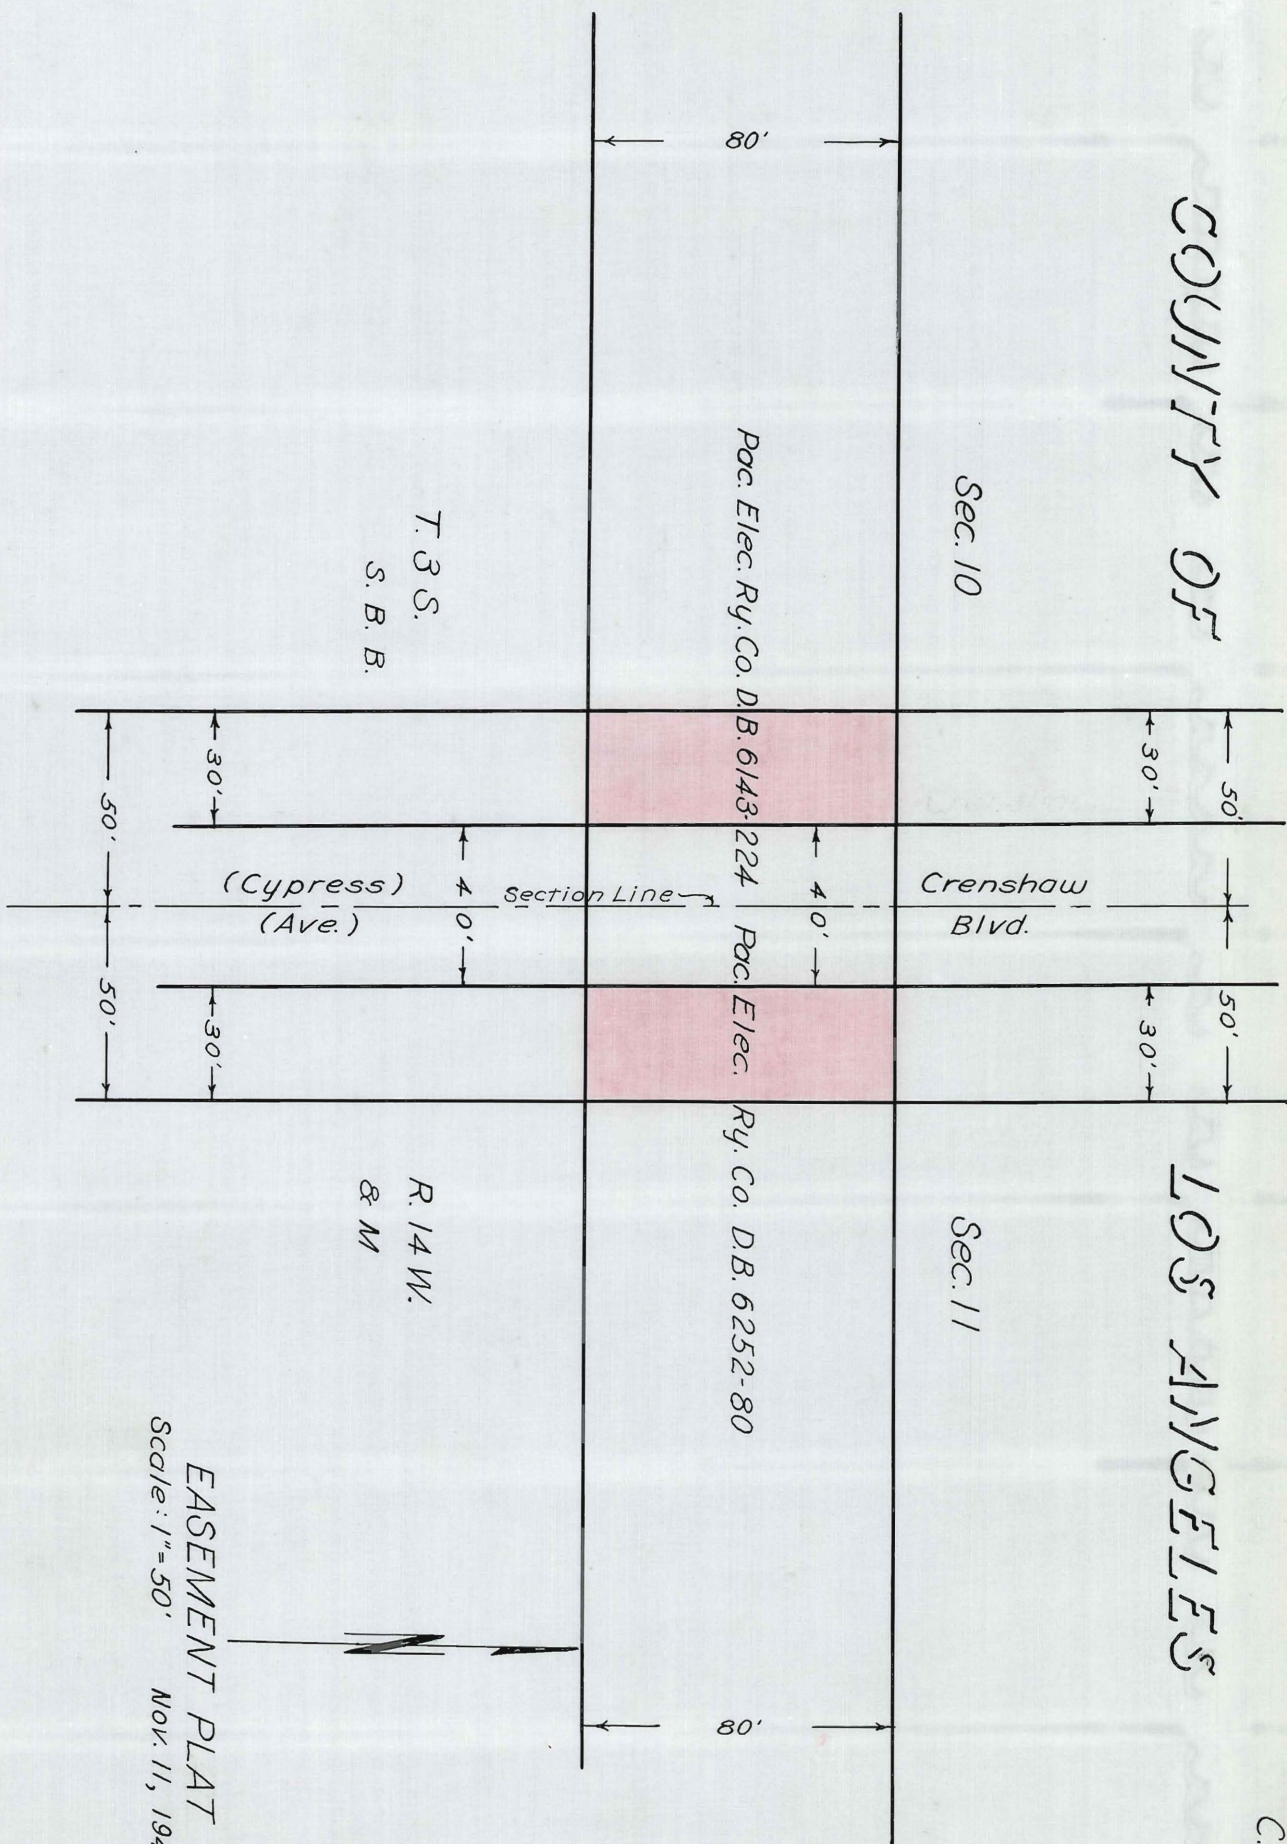 C.
COUNTY OF LOS ANGELES
50' 50'
30' 30'
Sec. 10 Sec. 11
Crenshaw
Blvd.
80' 80'
40'
Pac. Elec. Ry. Co. D.B. 6143-224 Pac. Elec. Ry. Co. D.B. 6252-80
Section Line
40'
T. 3 S. R. 14 W.
S. B. B. & M
(Cypress)
(Ave.)
30' 30'
50' 50'
EASEMENT PLAT
Scale: 1"=50' Nov. 11,